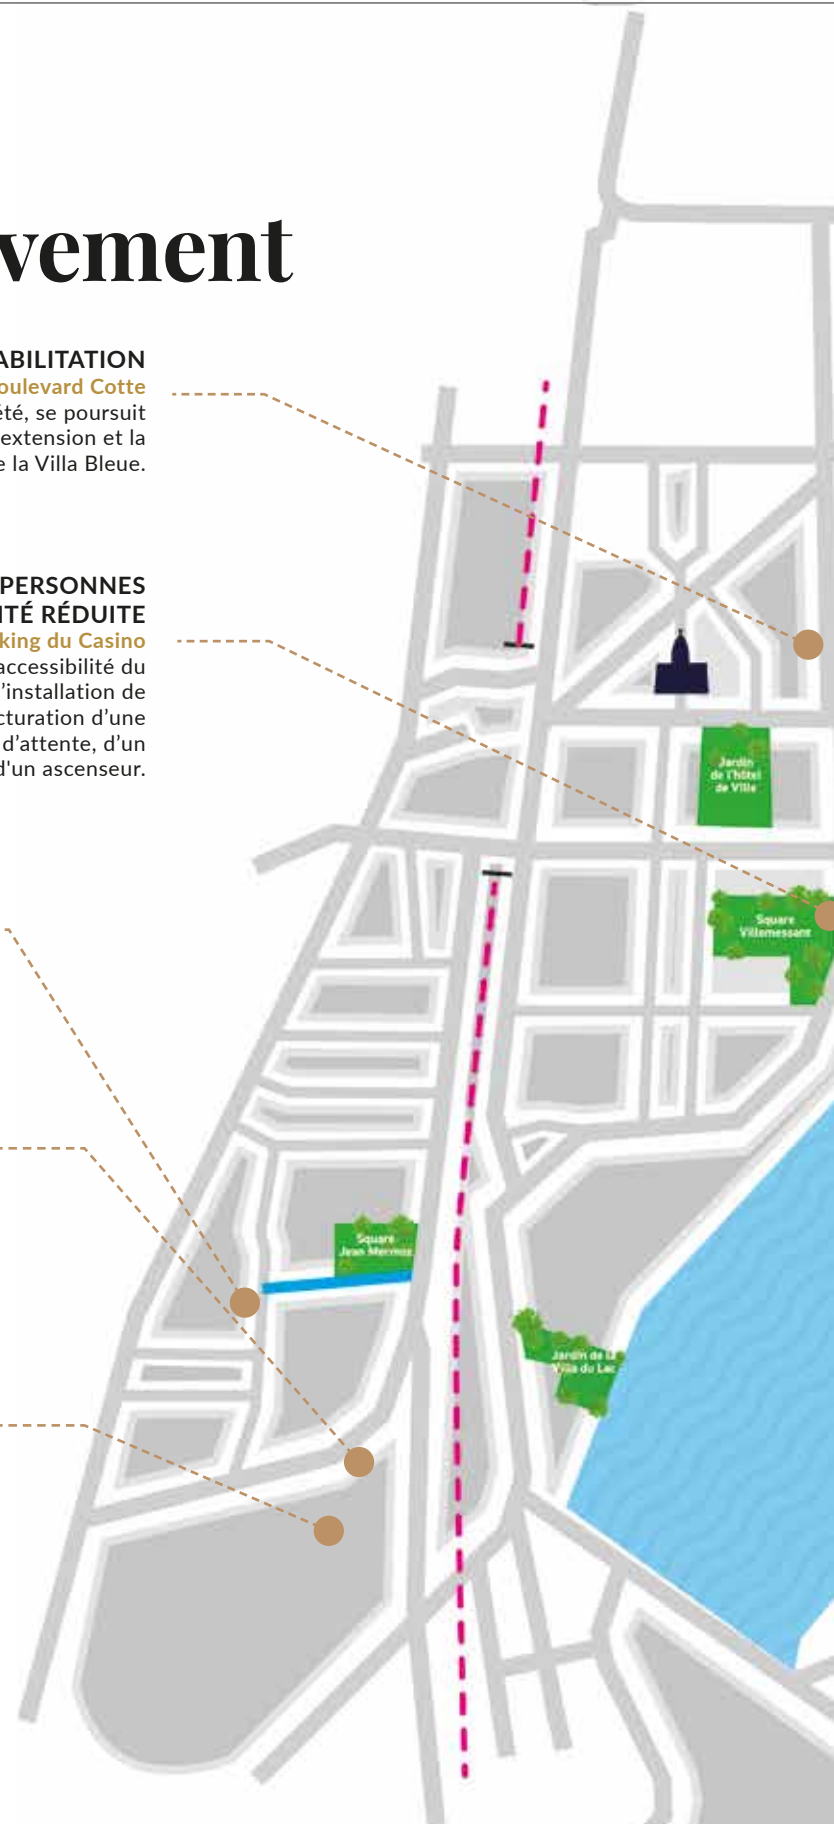 vement
ABILITATION
oulevard Cotte
été, se poursuit
extension et la
e la Villa Bleue.
PERSONNES
ITÉ RÉDUITE
king du Casino
accessibilité du
’installation de
cturation d’une
d’attente, d’un
d'un ascenseur.
Jardin
de l'hôtel
de Ville
Square
Villemessant
Square
Jean Mermoz
Jardin de la
Villa du Lac